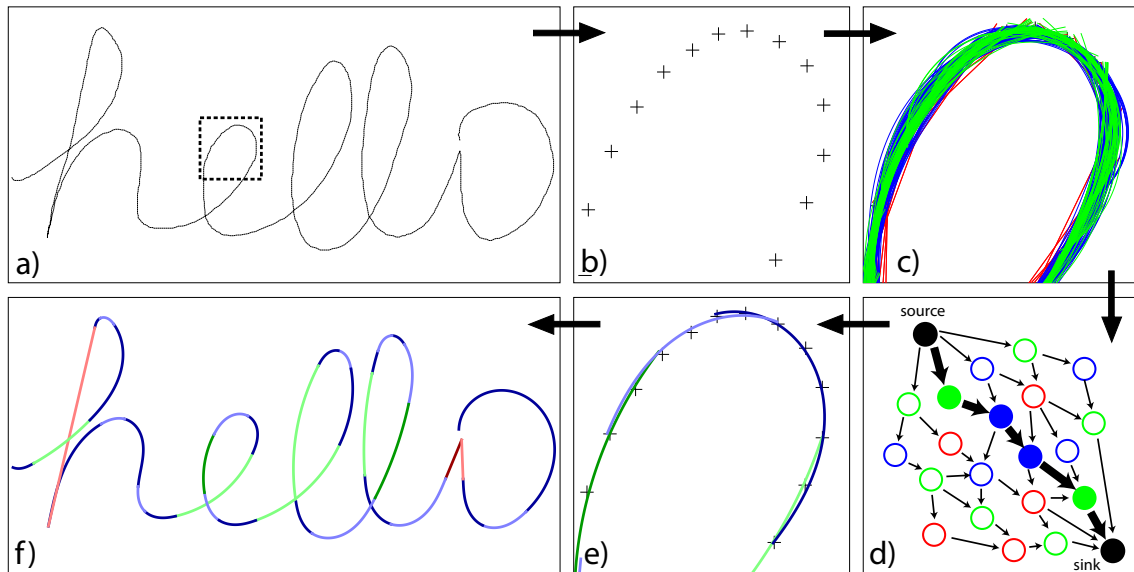 hello
a)
b)
c)
source
hello
f)
e)
d)
sink